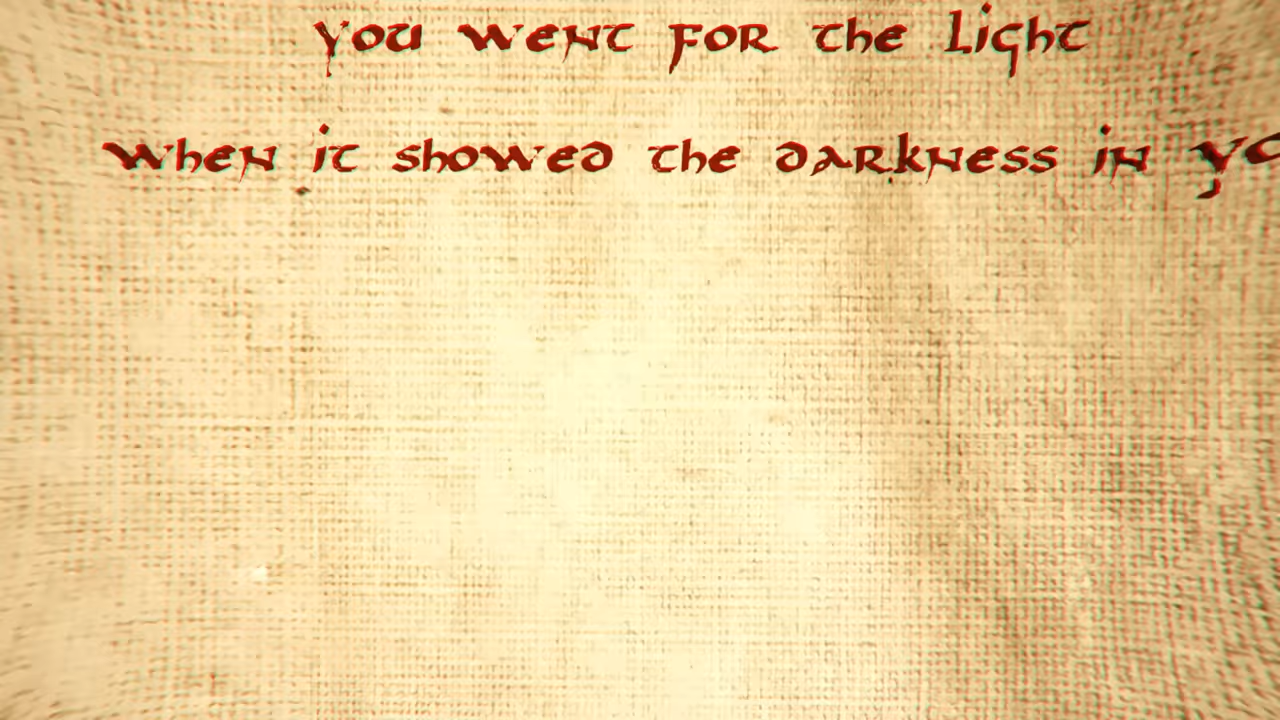 you went for the light
when it showed the darkness in